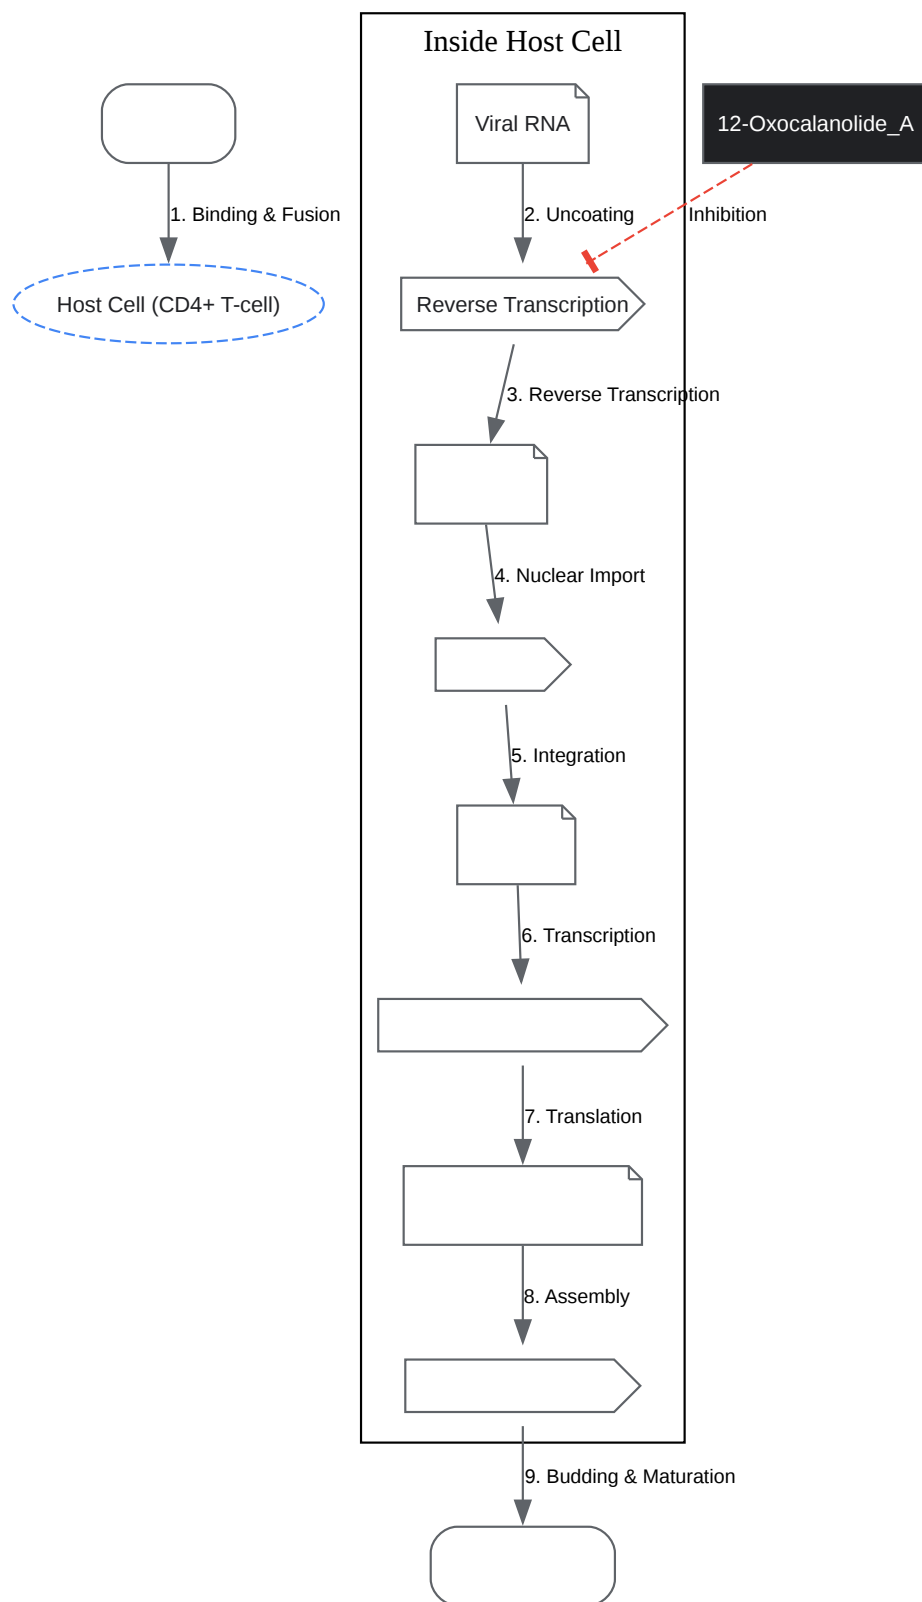 Inside Host Cell
Viral RNA
12-Oxocalanolide_A
1. Binding & Fusion
2. Uncoating
Inhibition
Host Cell (CD4+ T-cell)
Reverse Transcription
3. Reverse Transcription
4. Nuclear Import
5. Integration
6. Transcription
7. Translation
8. Assembly
9. Budding & Maturation